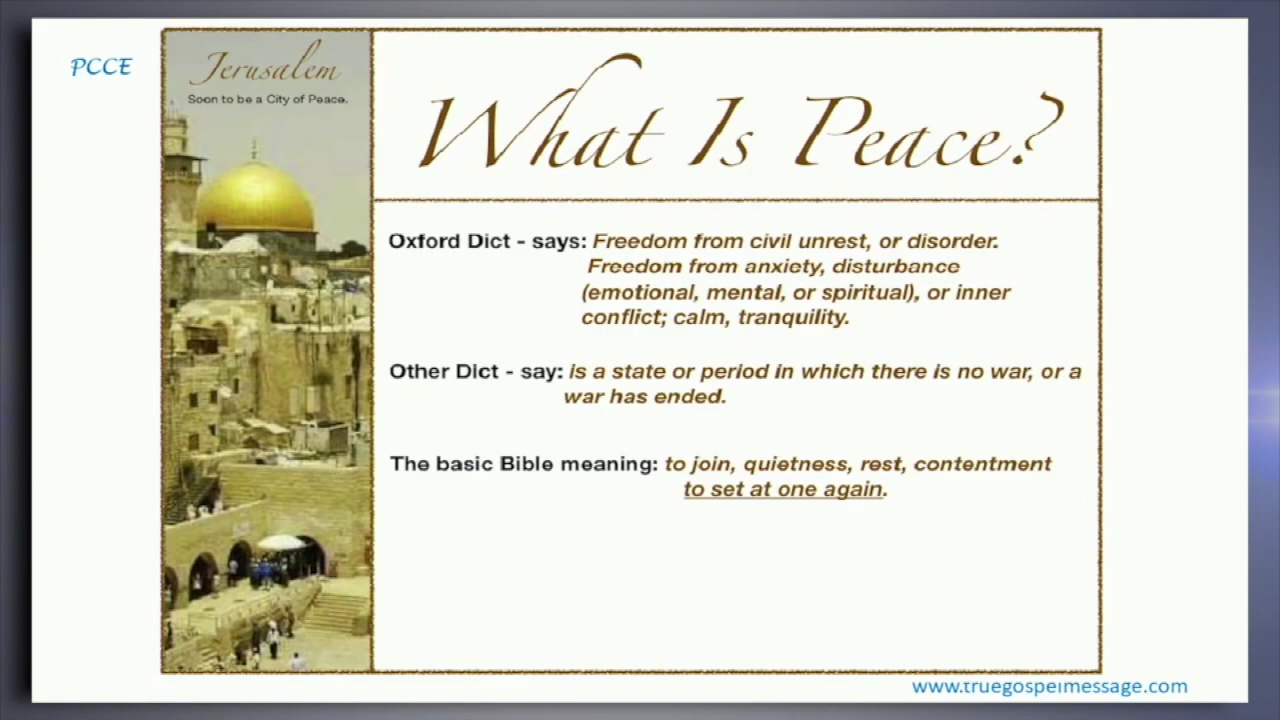 PCCE
Jerusalem
Soon to be a City of Peace.
What Is Peace?
Oxford Dict - says: Freedom from civil unrest, or disorder.
Freedom from anxiety, disturbance
(emotional, mental, or spiritual), or inner
conflict; calm, tranquility.
Other Dict - say: is a state or period in which there is no war, or a
war has ended.
The basic Bible meaning: to join, quietness, rest, contentment
to set at one again.
www.truegospelmessage.com